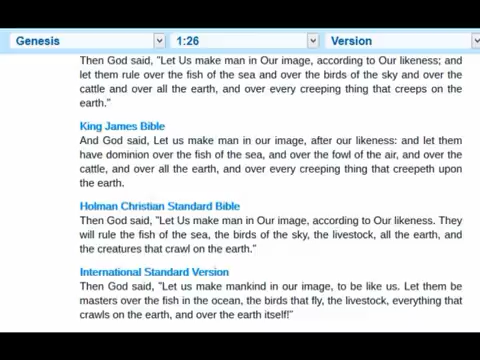 Genesis 1:26 Version
Then God said, "Let Us make man in Our image, according to Our likeness; and
let them rule over the fish of the sea and over the birds of the sky and over the
cattle and over all the earth, and over every creeping thing that creeps on the
earth."
King James Bible
And God said, Let us make man in our image, after our likeness: and let them
have dominion over the fish of the sea, and over the fowl of the air, and over the
cattle, and over all the earth, and over every creeping thing that creepeth upon
the earth.
Holman Christian Standard Bible
Then God said, "Let Us make man in Our image, according to Our likeness. They
will rule the fish of the sea, the birds of the sky, the livestock, all the earth, and
the creatures that crawl on the earth."
International Standard Version
Then God said, "Let us make mankind in our image, to be like us. Let them be
masters over the fish in the ocean, the birds that fly, the livestock, everything that
crawls on the earth, and over the earth itself!"